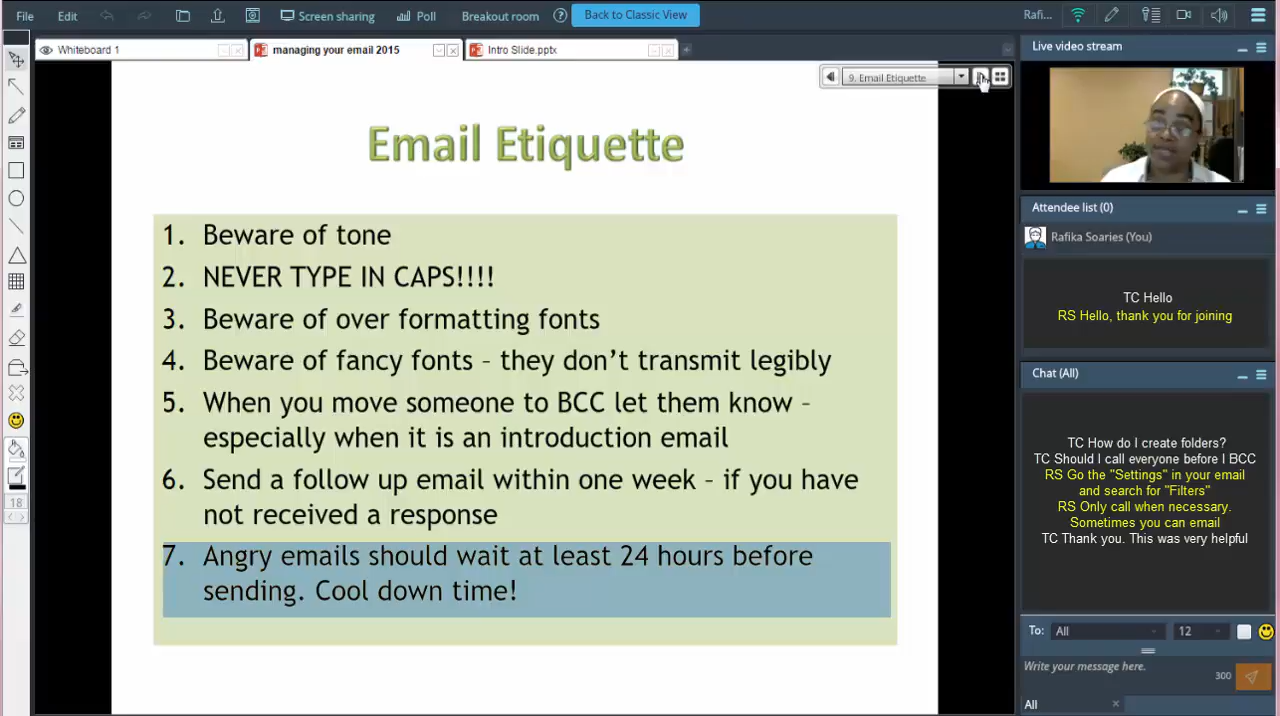 File Edit Screen sharing Poll Breakout room ? Back to Classic View Rafi...
Whiteboard 1 managing your email 2015 Intro Slide.pptx
9. Email Etiquette
Email Etiquette
1. Beware of tone
2. NEVER TYPE IN CAPS!!!!
3. Beware of over formatting fonts
4. Beware of fancy fonts – they don't transmit legibly
5. When you move someone to BCC let them know –
especially when it is an introduction email
6. Send a follow up email within one week – if you have
not received a response
7. Angry emails should wait at least 24 hours before
sending. Cool down time!
18
Live video stream
Attendee list (0)
Rafika Soaries (You)
TC Hello
RS Hello, thank you for joining
Chat (All)
TC How do I create folders?
TC Should I call everyone before I BCC
RS Go the "Settings" in your email
and search for "Filters"
RS Only call when necessary.
Sometimes you can email
TC Thank you. This was very helpful
To: All 12
Write your message here.
300
All